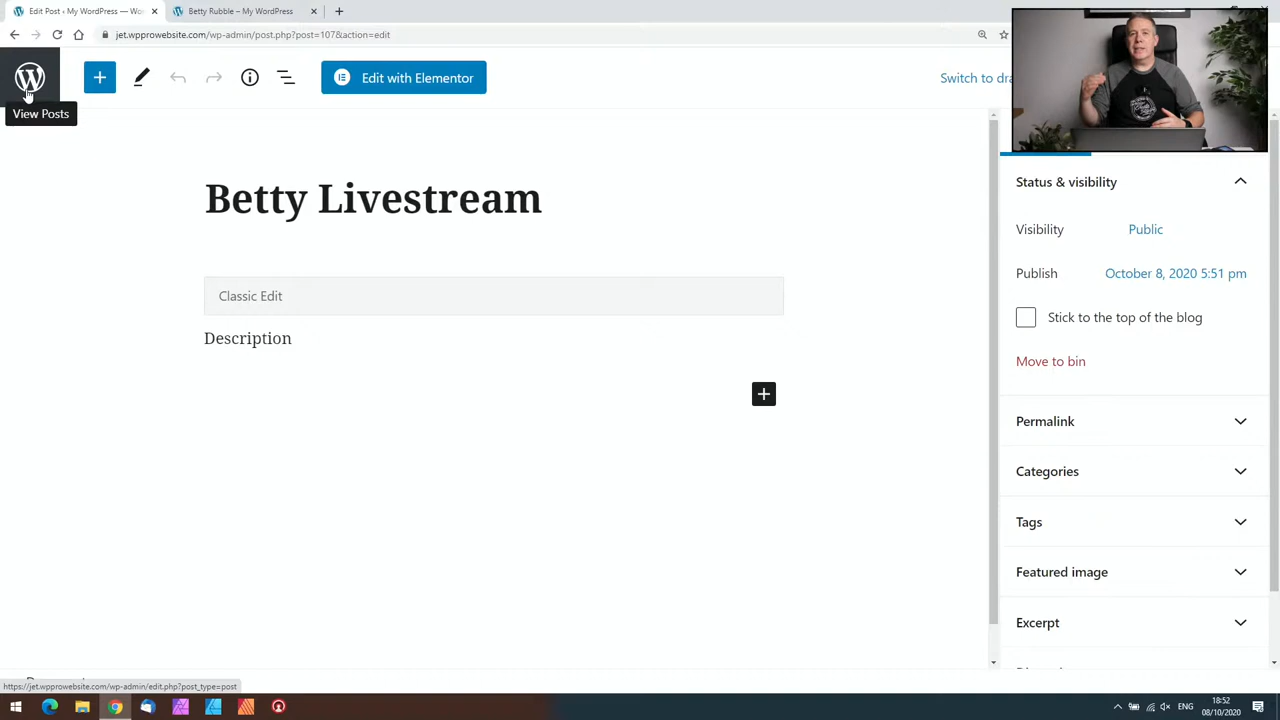 Edit Post ‹ My WordPress — Wor
Betty Rubble – My WordPress
jet.wpprowebsite.com/wp-admin/post.php?post=107&action=edit
Edit with Elementor
Switch to dra
View Posts
Betty Livestream
Classic Edit
Description
Status & visibility
Visibility
Public
Publish
October 8, 2020 5:51 pm
Stick to the top of the blog
Move to bin
Permalink
Categories
Tags
Featured image
Excerpt
https://jet.wpprowebsite.com/wp-admin/edit.php?post_type=post
ENG
18:52
08/10/2020